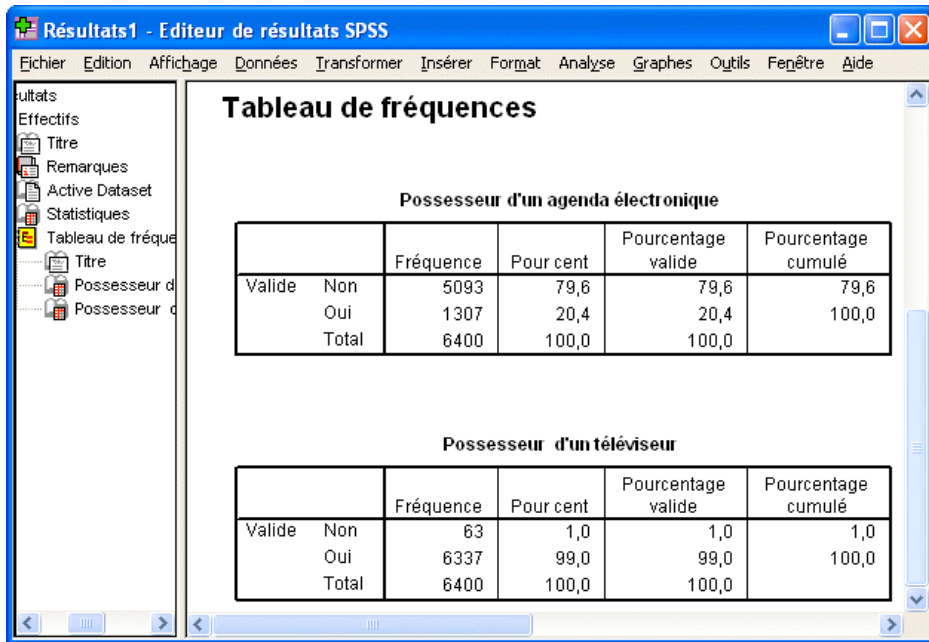 Résultats1 - Editeur de résultats SPSS
Fichier Edition Affichage Données Transformer Insérer Format Analyse Graphes Outils Fenêtre Aide
ultats
Effectifs
Titre
Remarques
Active Dataset
Statistiques
Tableau de fréque
Titre
Possesseur d
Possesseur d
Tableau de fréquences
Possesseur d'un agenda électronique
Fréquence Pour cent Pourcentage valide Pourcentage cumulé
Valide Non 5093 79,6 79,6 79,6
Oui 1307 20,4 20,4 100,0
Total 6400 100,0 100,0
Possesseur d'un téléviseur
Fréquence Pour cent Pourcentage valide Pourcentage cumulé
Valide Non 63 1,0 1,0 1,0
Oui 6337 99,0 99,0 100,0
Total 6400 100,0 100,0